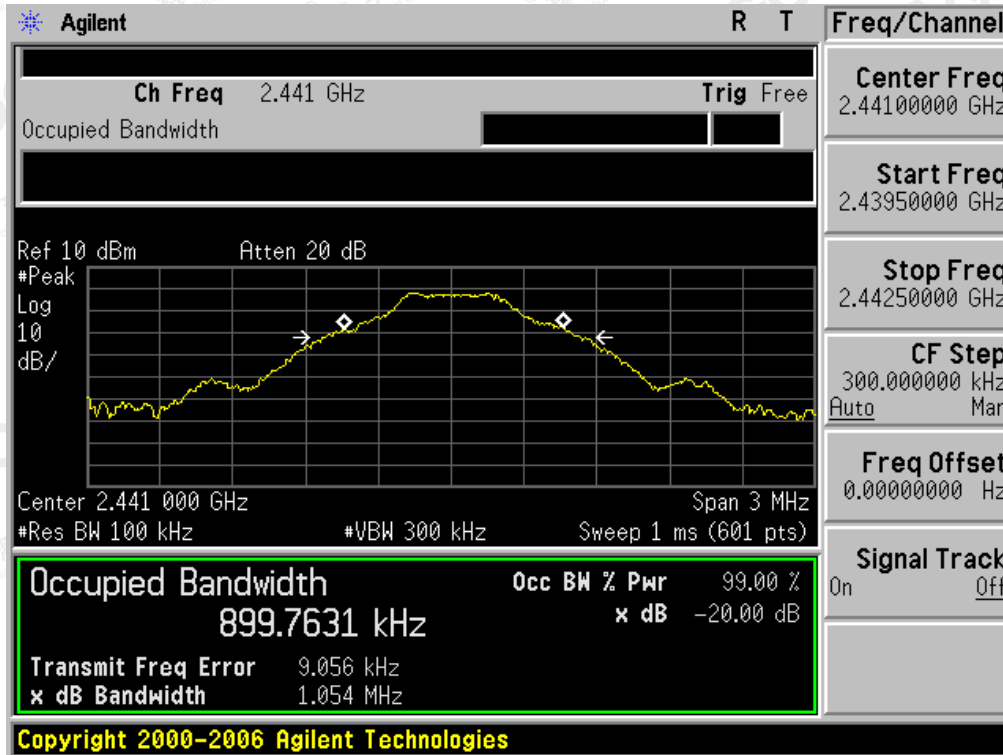 Agilent R T Freq/Channel
Ch Freq 2.441 GHz Trig Free
Occupied Bandwidth
Center Freq
2.44100000 GHz
Start Freq
2.43950000 GHz
Stop Freq
2.44250000 GHz
CF Step
300.000000 kHz
Auto Man
Freq Offset
0.00000000 Hz
Signal Track
On Off
Ref 10 dBm Atten 20 dB
#Peak
Log
10
dB/
Center 2.441 000 GHz Span 3 MHz
#Res BW 100 kHz #VBW 300 kHz Sweep 1 ms (601 pts)
Occupied Bandwidth Occ BW % Pwr 99.00 %
899.7631 kHz x dB -20.00 dB
Transmit Freq Error 9.056 kHz
x dB Bandwidth 1.054 MHz
Copyright 2000-2006 Agilent Technologies